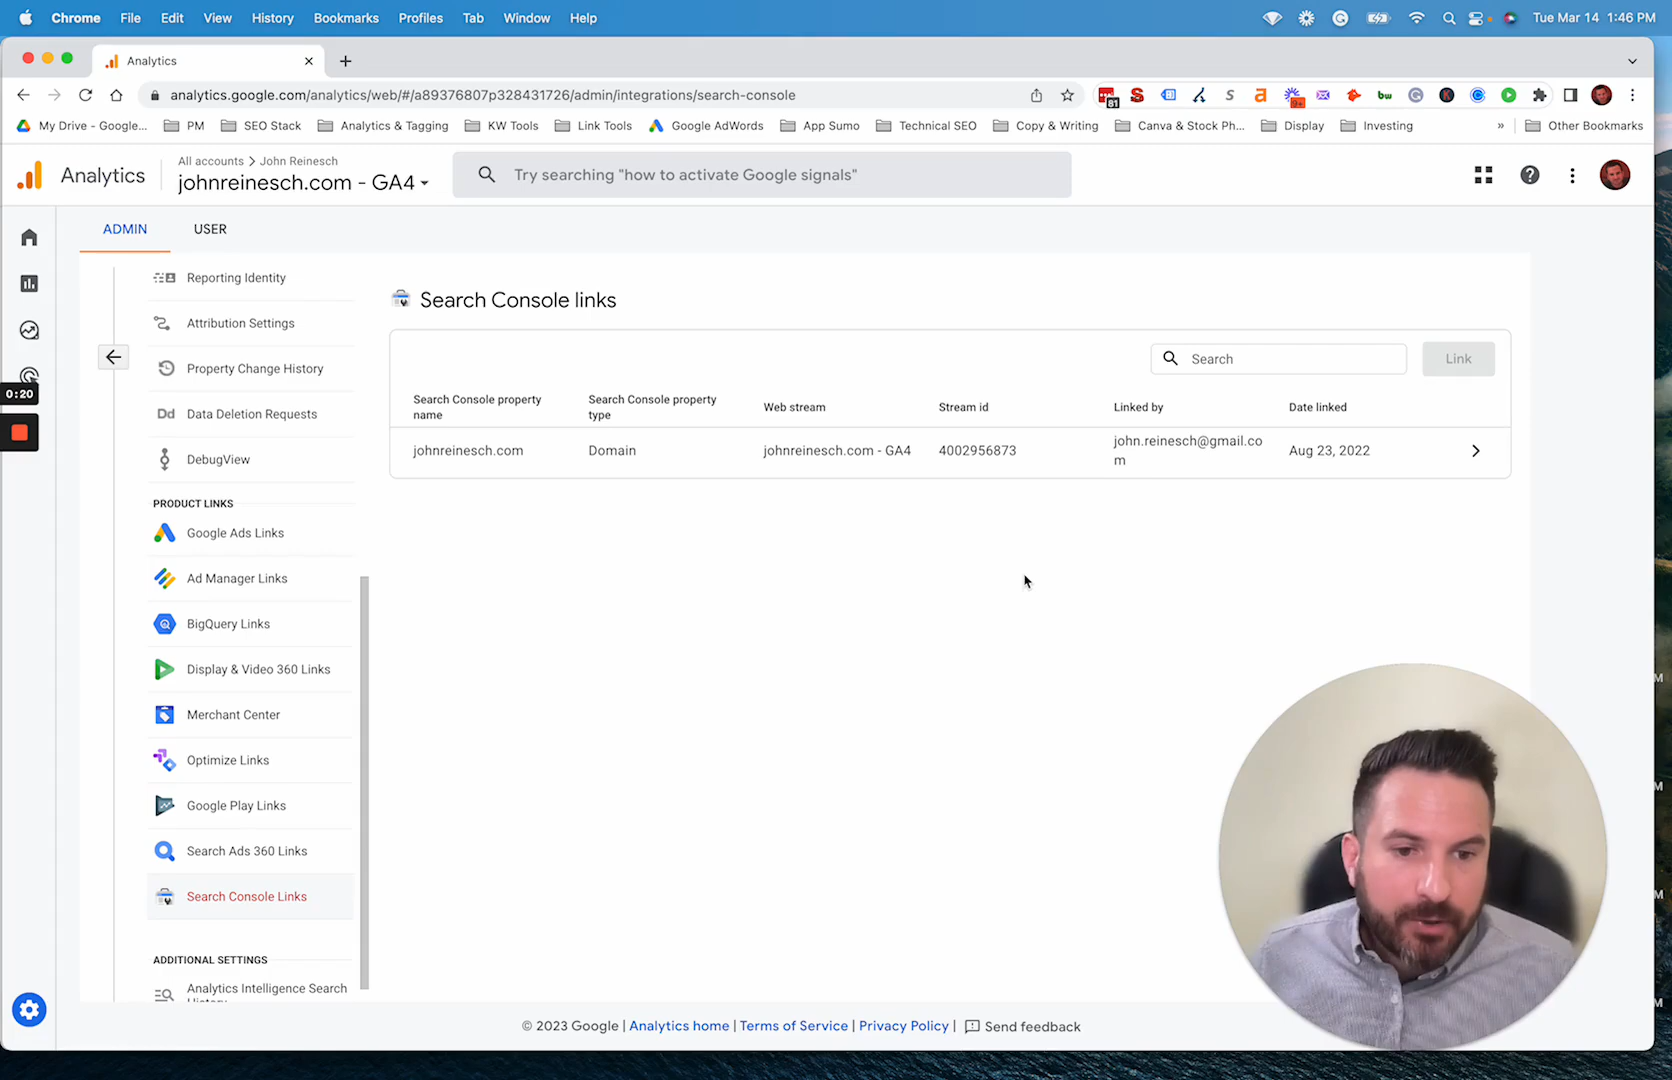 Chrome File Edit View History Bookmarks Profiles Tab Window Help
Tue Mar 14 1:46 PM
Analytics
analytics.google.com/analytics/web/#/a89376807p328431726/admin/integrations/search-console
81
9+
bw
My Drive - Google... PM SEO Stack Analytics & Tagging KW Tools Link Tools Google AdWords App Sumo Technical SEO Copy & Writing Canva & Stock Ph... Display Investing » Other Bookmarks
Analytics
All accounts > John Reinesch
johnreinesch.com - GA4
Try searching "how to activate Google signals"
ADMIN USER
0:20
Reporting Identity
Attribution Settings
Property Change History
Dd Data Deletion Requests
DebugView
PRODUCT LINKS
Google Ads Links
Ad Manager Links
BigQuery Links
Display & Video 360 Links
Merchant Center
Optimize Links
Google Play Links
Search Ads 360 Links
Search Console Links
ADDITIONAL SETTINGS
Analytics Intelligence Search
History
Search Console links
Search
Link
Search Console property name
Search Console property type
Web stream
Stream id
Linked by
Date linked
johnreinesch.com
Domain
johnreinesch.com - GA4
4002956873
john.reinesch@gmail.co
m
Aug 23, 2022
© 2023 Google | Analytics home | Terms of Service | Privacy Policy | Send feedback